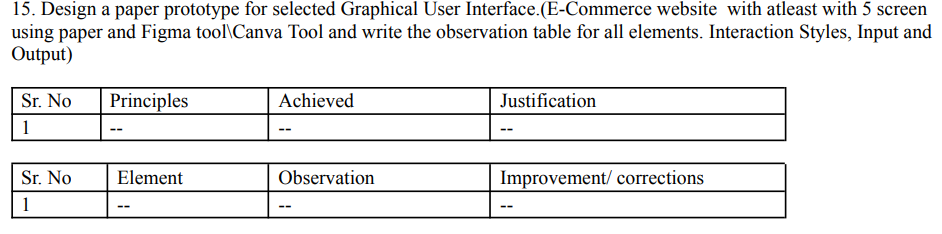 15. Design a paper prototype for selected Graphical User Interface.(E-Commerce website with atleast with 5 screen
using paper and Figma tool\Canva Tool and write the observation table for all elements. Interaction Styles, Input and
Output)
Sr. No Principles Achieved Justification
1 -- -- --
Sr. No Element Observation Improvement/ corrections
1 -- -- --